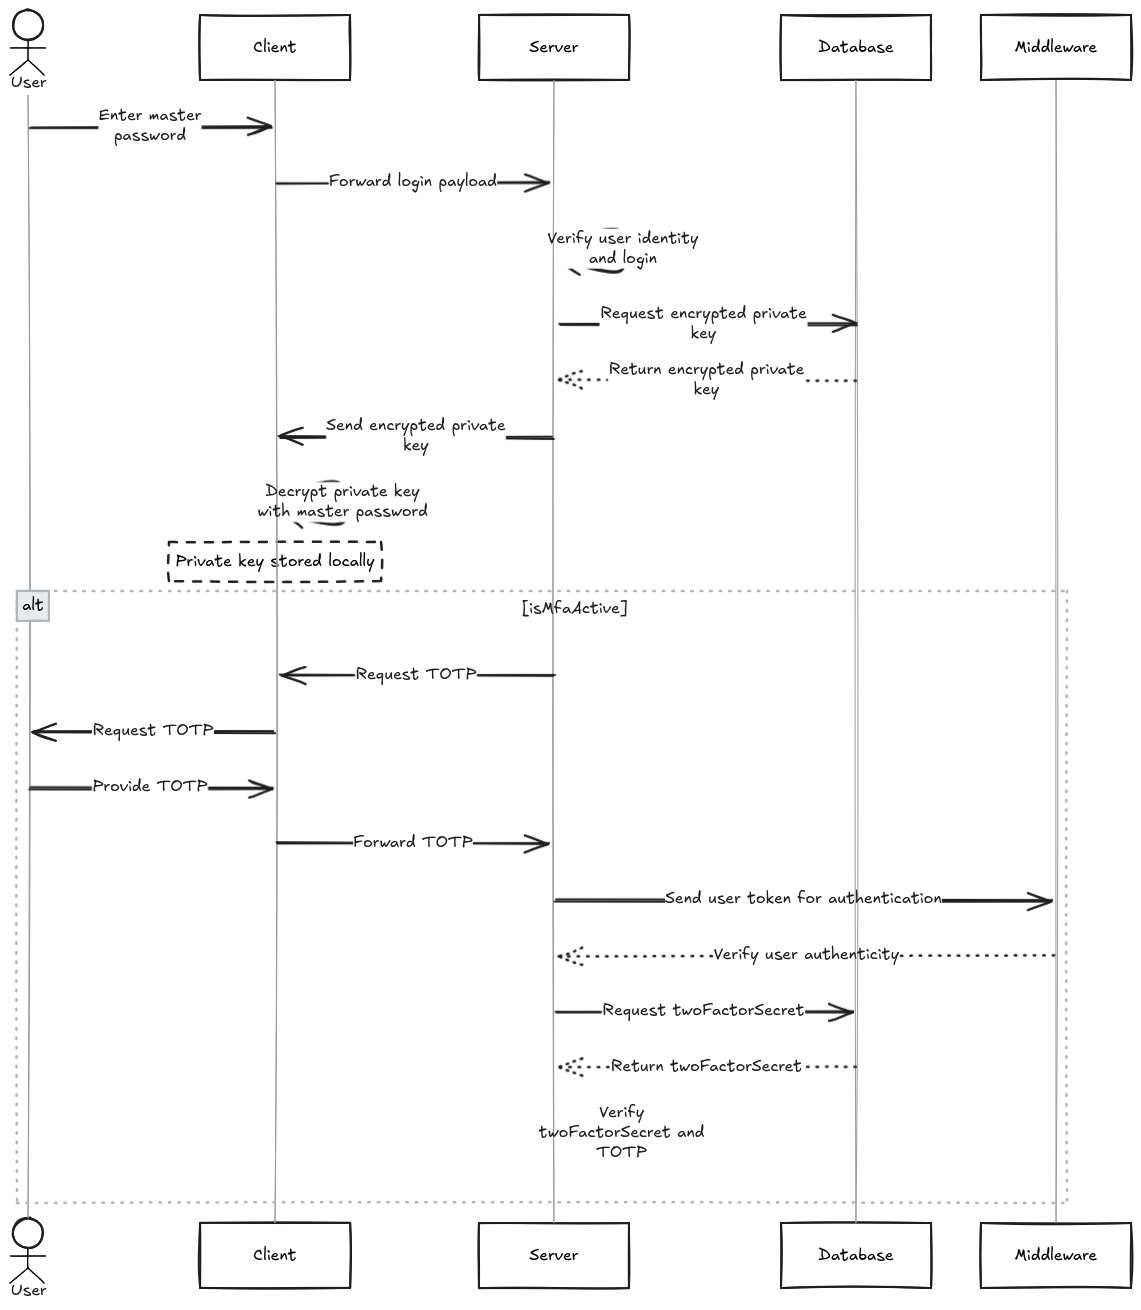 User
Client
Server
Database
Middleware
Enter master
password
Forward login payload
Verify user identity
and login
Request encrypted private
key
Return encrypted private
key
Send encrypted private
key
Decrypt private key
with master password
Private key stored locally
alt
[isMfaActive]
Request TOTP
Request TOTP
Provide TOTP
Forward TOTP
Send user token for authentication
Verify user authenticity
Request twoFactorSecret
Return twoFactorSecret
Verify
twoFactorSecret and
TOTP
User
Client
Server
Database
Middleware